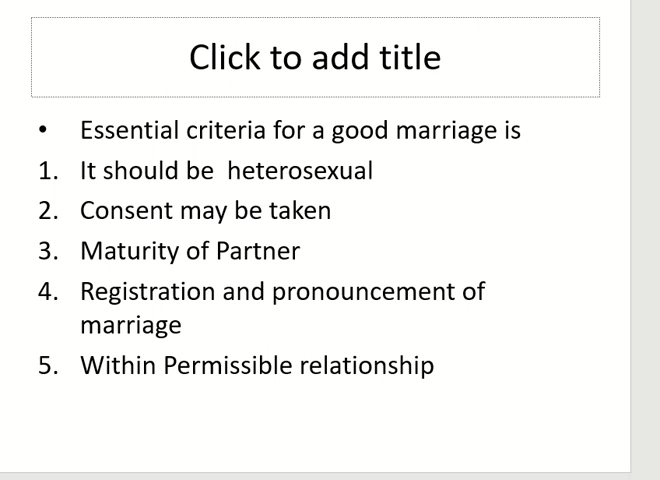 Click to add title
• Essential criteria for a good marriage is
1. It should be  heterosexual
2. Consent may be taken
3. Maturity of Partner
4. Registration and pronouncement of
marriage
5. Within Permissible relationship